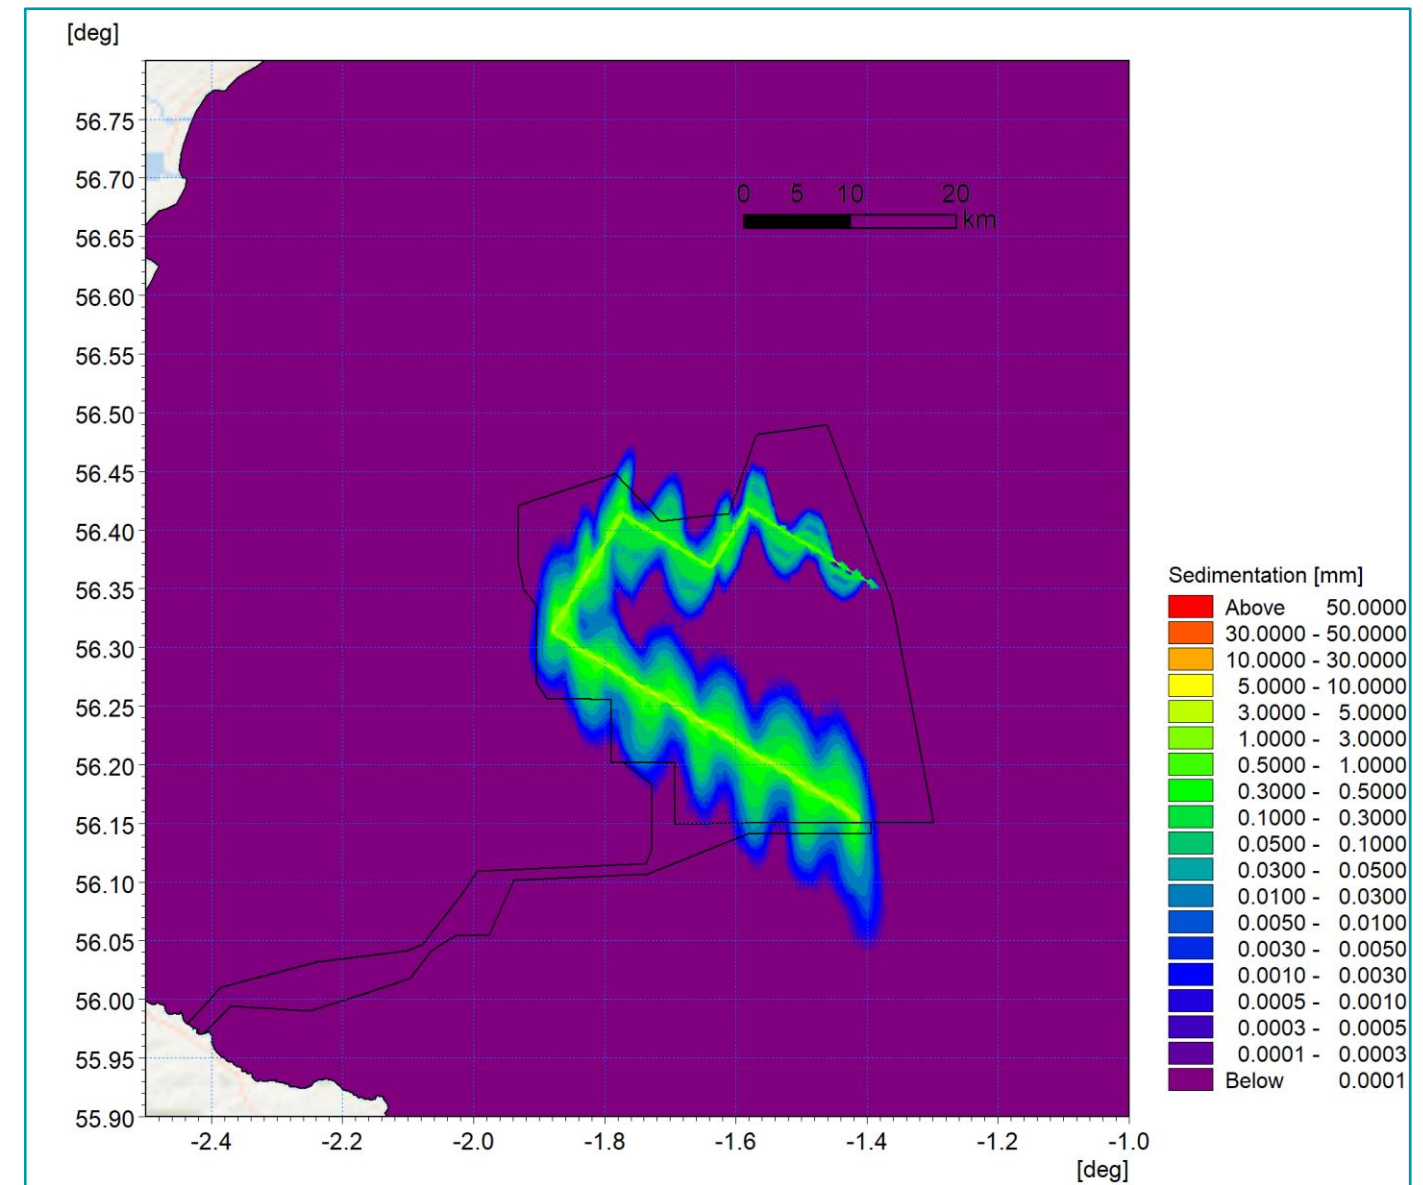 [deg]
56.75
56.70
56.65
56.60
56.55
56.50
56.45
56.40
56.35
56.30
56.25
56.20
56.15
56.10
56.05
56.00
55.95
55.90
0 5 10 20
km
-2.4 -2.2 -2.0 -1.8 -1.6 -1.4 -1.2 -1.0
[deg]
Sedimentation [mm]
Above 50.0000
30.0000 - 50.0000
10.0000 - 30.0000
5.0000 - 10.0000
3.0000 - 5.0000
1.0000 - 3.0000
0.5000 - 1.0000
0.3000 - 0.5000
0.1000 - 0.3000
0.0500 - 0.1000
0.0300 - 0.0500
0.0100 - 0.0300
0.0050 - 0.0100
0.0030 - 0.0050
0.0010 - 0.0030
0.0005 - 0.0010
0.0003 - 0.0005
0.0001 - 0.0003
Below 0.0001